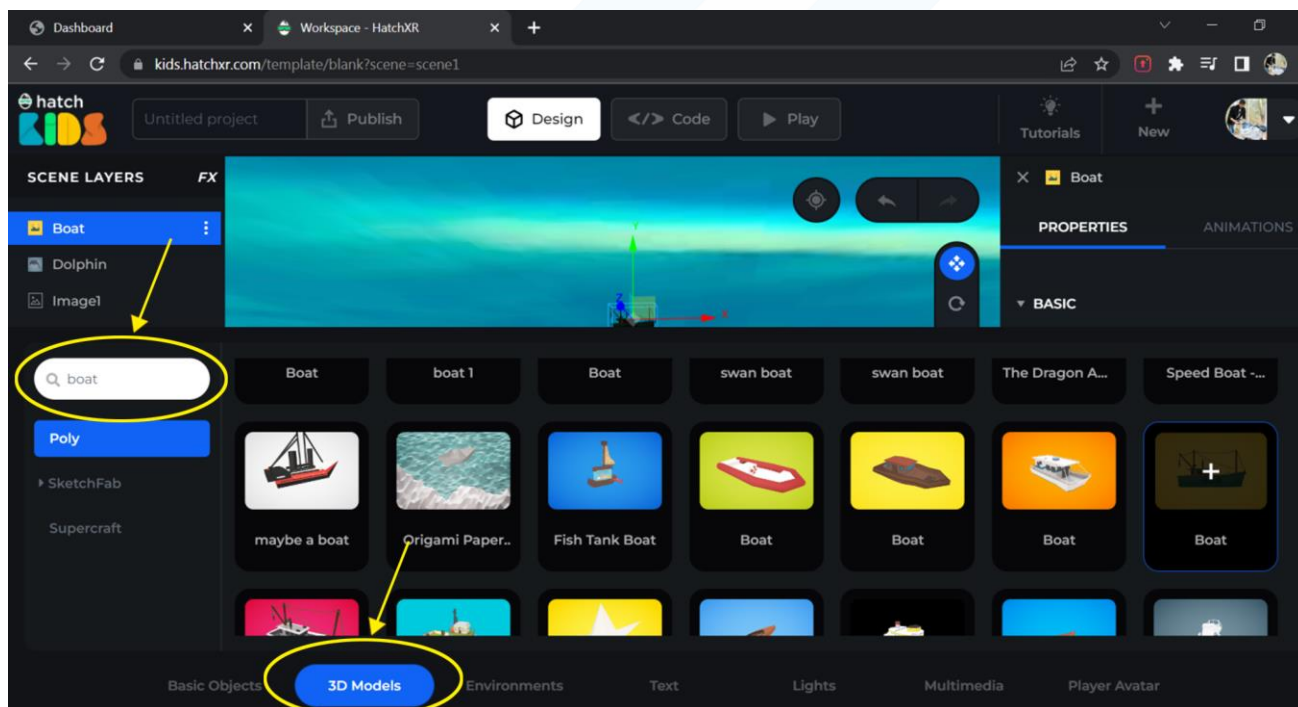 Dashboard
Workspace - HatchXR
kids.hatchxr.com/template/blank?scene=scene1
hatch
KIDS
Untitled project
Publish
Design
</> Code
Play
Tutorials
New
SCENE LAYERS FX
Boat
Dolphin
Image1
Y
Z
X
Boat
PROPERTIES
ANIMATIONS
BASIC
boat
Poly
SketchFab
Supercraft
Boat
boat 1
Boat
swan boat
swan boat
The Dragon A...
Speed Boat -...
maybe a boat
Origami Paper..
Fish Tank Boat
Boat
Boat
Boat
Boat
Basic Objects
3D Models
Environments
Text
Lights
Multimedia
Player Avatar